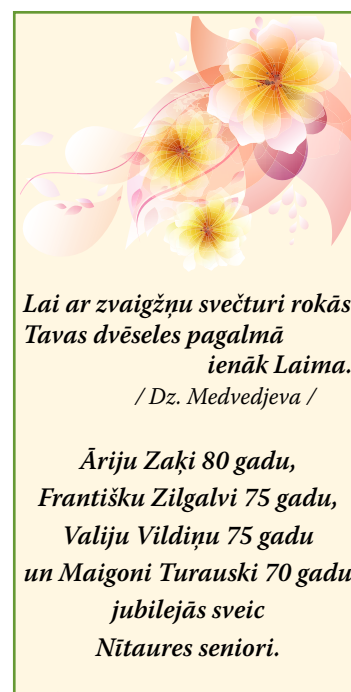 Lai ar zvaigžņu svečturi rokās
Tavas dvēseles pagalmā
ienāk Laima.
/ Dz. Medvedjeva /
Āriju Zaķi 80 gadu,
Františku Zilgalvi 75 gadu,
Valiju Vildiņu 75 gadu
un Maigoni Turauski 70 gadu
jubilejās sveic
Nītaures seniori.